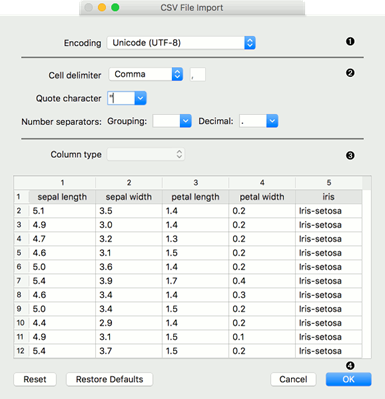 CSV File Import
Encoding Unicode (UTF-8) ❶
Cell delimiter Comma , ❷
Quote character "
Number separators: Grouping: Decimal: .
Column type ❸
1 2 3 4 5
1 sepal length sepal width petal length petal width iris
2 5.1 3.5 1.4 0.2 Iris-setosa
3 4.9 3.0 1.4 0.2 Iris-setosa
4 4.7 3.2 1.3 0.2 Iris-setosa
5 4.6 3.1 1.5 0.2 Iris-setosa
6 5.0 3.6 1.4 0.2 Iris-setosa
7 5.4 3.9 1.7 0.4 Iris-setosa
8 4.6 3.4 1.4 0.3 Iris-setosa
9 5.0 3.4 1.5 0.2 Iris-setosa
10 4.4 2.9 1.4 0.2 Iris-setosa
11 4.9 3.1 1.5 0.1 Iris-setosa
12 5.4 3.7 1.5 0.2 Iris-setosa
❹
Reset Restore Defaults Cancel OK